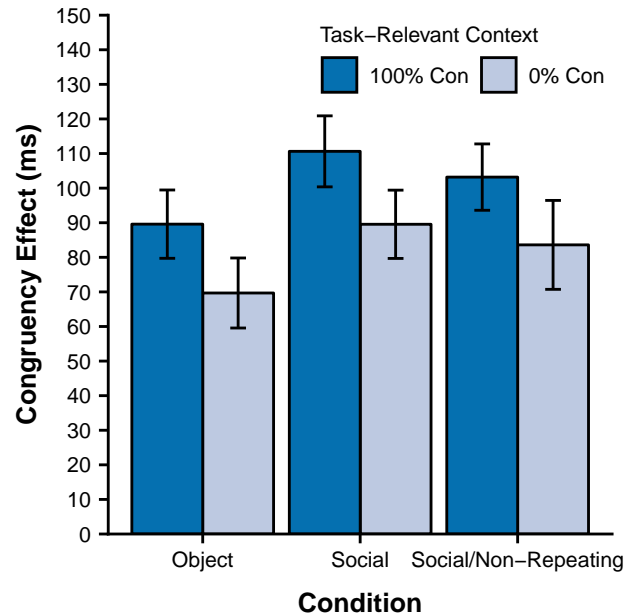 Task−Relevant Context
100% Con
0% Con
Congruency Effect (ms)
150
140
130
120
110
100
90
80
70
60
50
40
30
20
10
0
Object
Social
Social/Non−Repeating
Condition